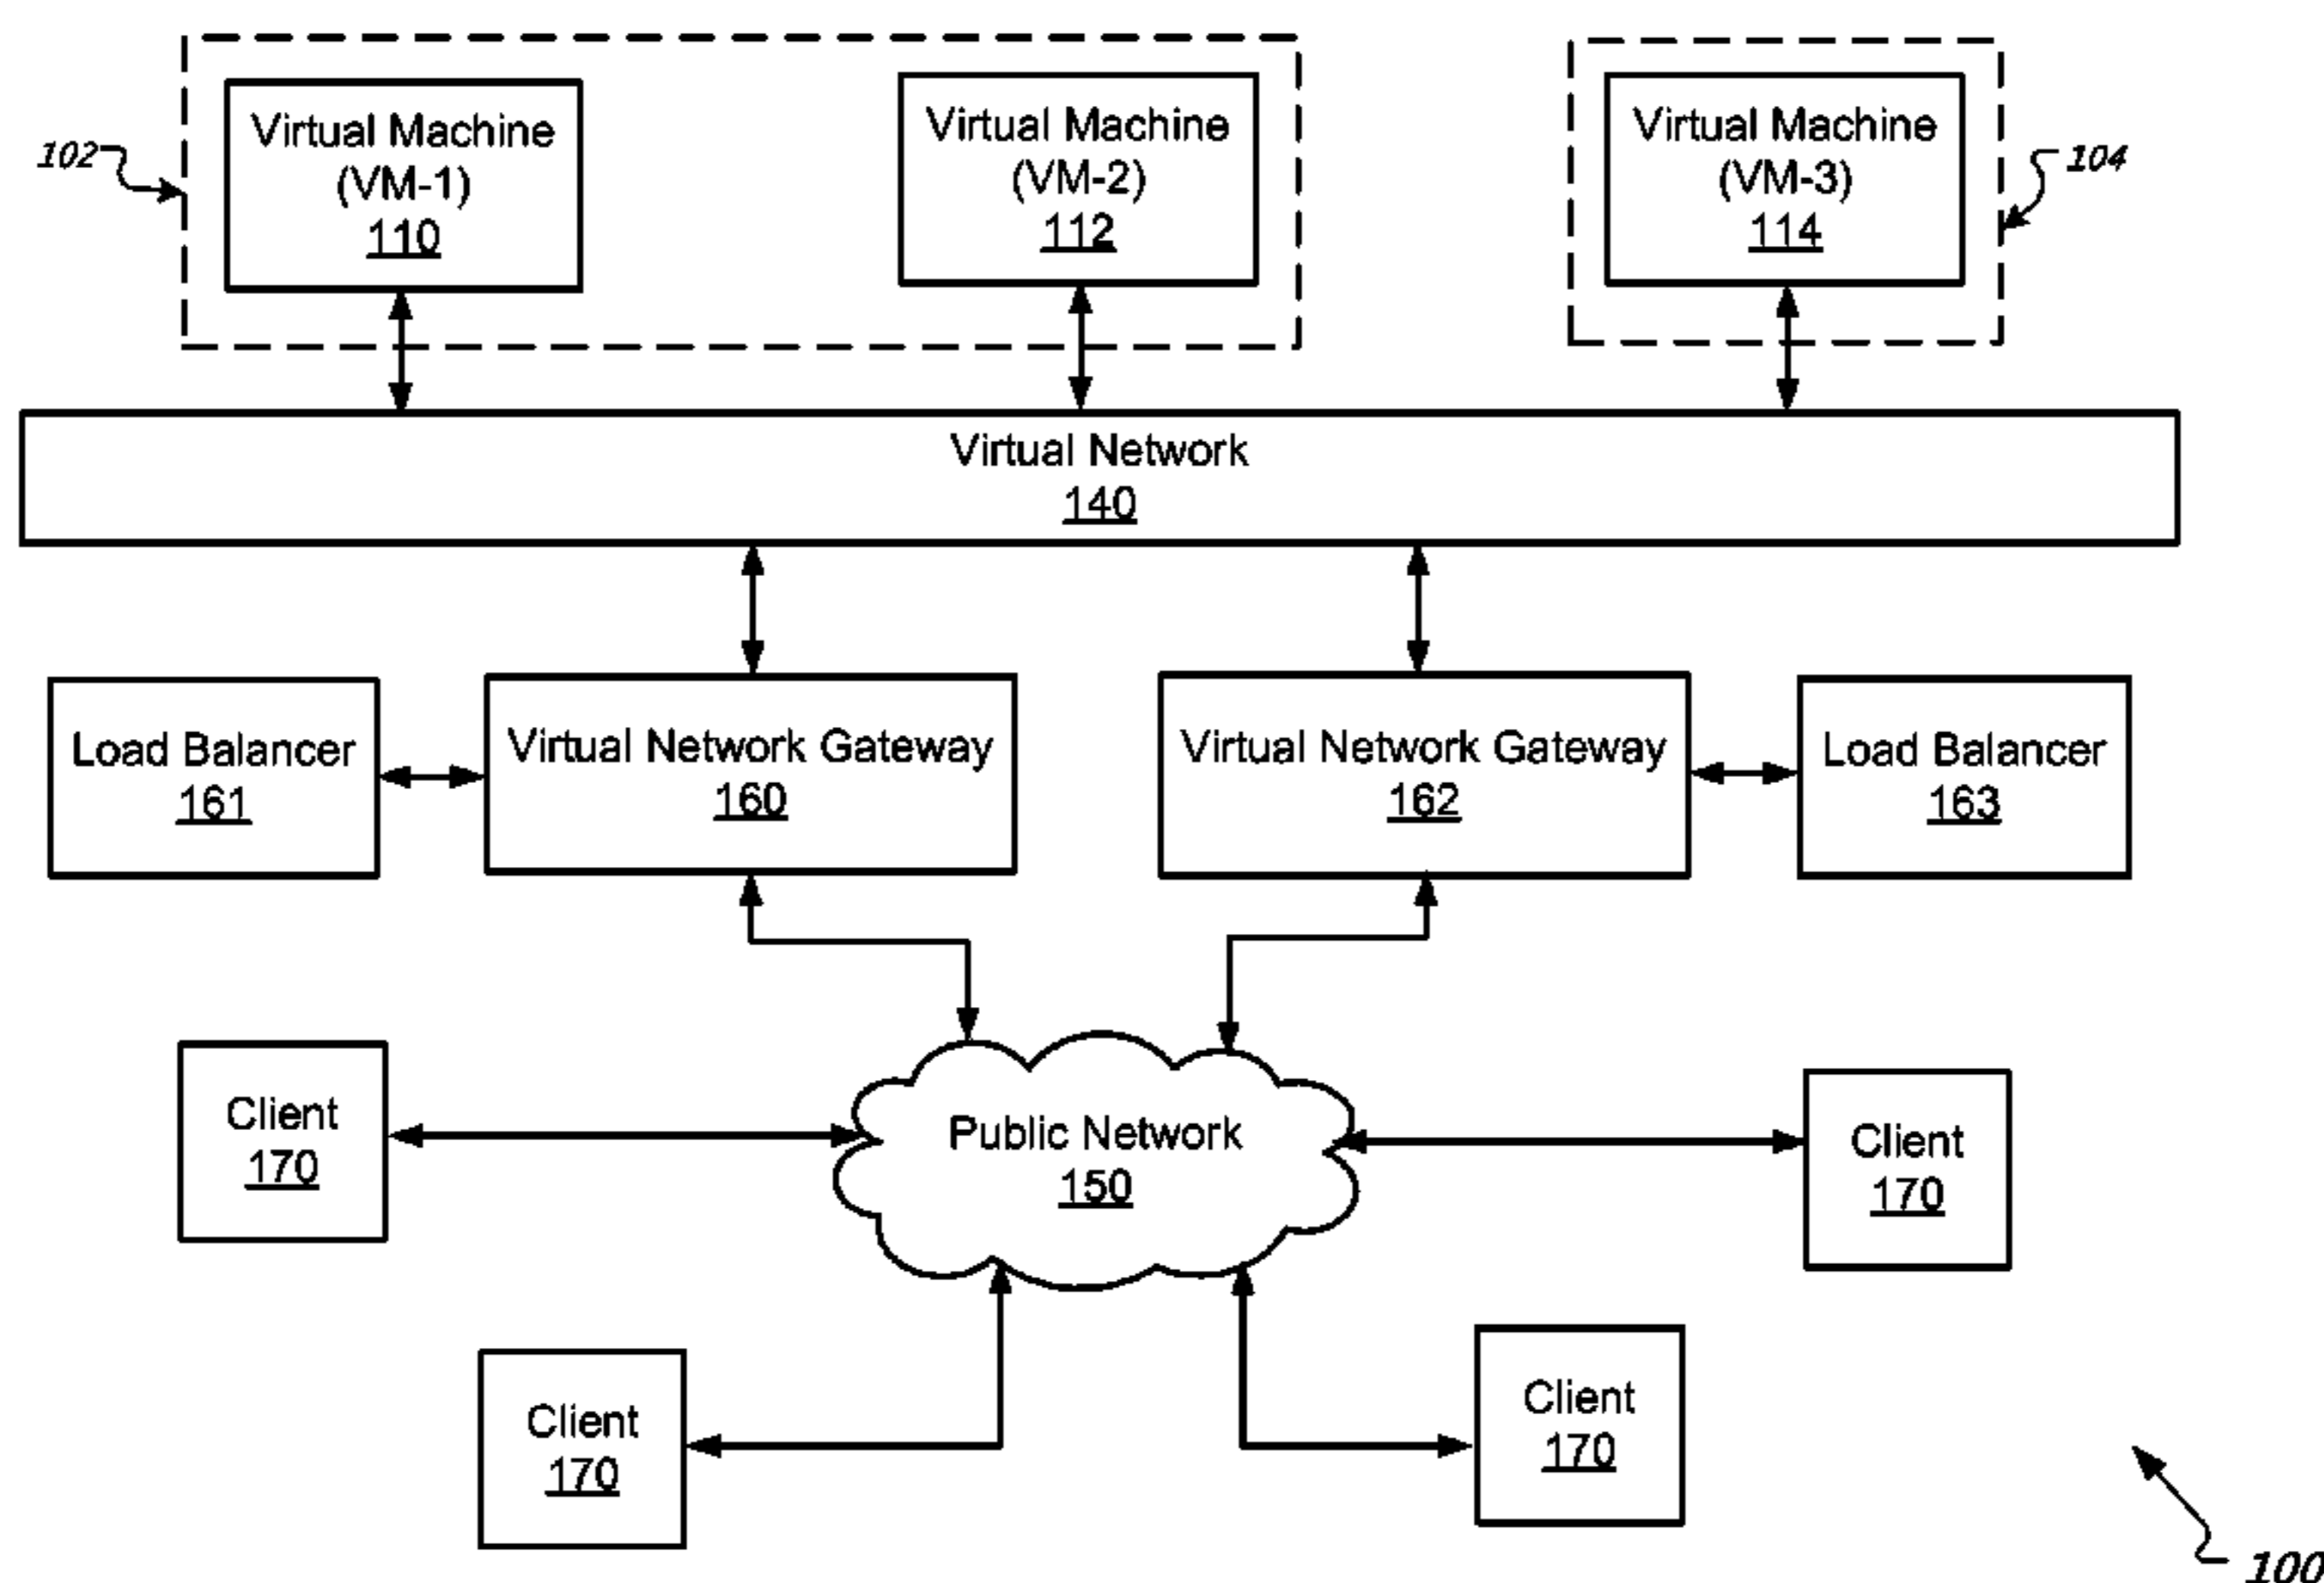 Virtual Machine
(VM-1)
110
Virtual Machine
(VM-2)
112
Virtual Machine
(VM-3)
114
102
104
Virtual Network
140
Load Balancer
161
Virtual Network Gateway
160
Virtual Network Gateway
162
Load Balancer
163
Client
170
Public Network
150
Client
170
Client
170
Client
170
100